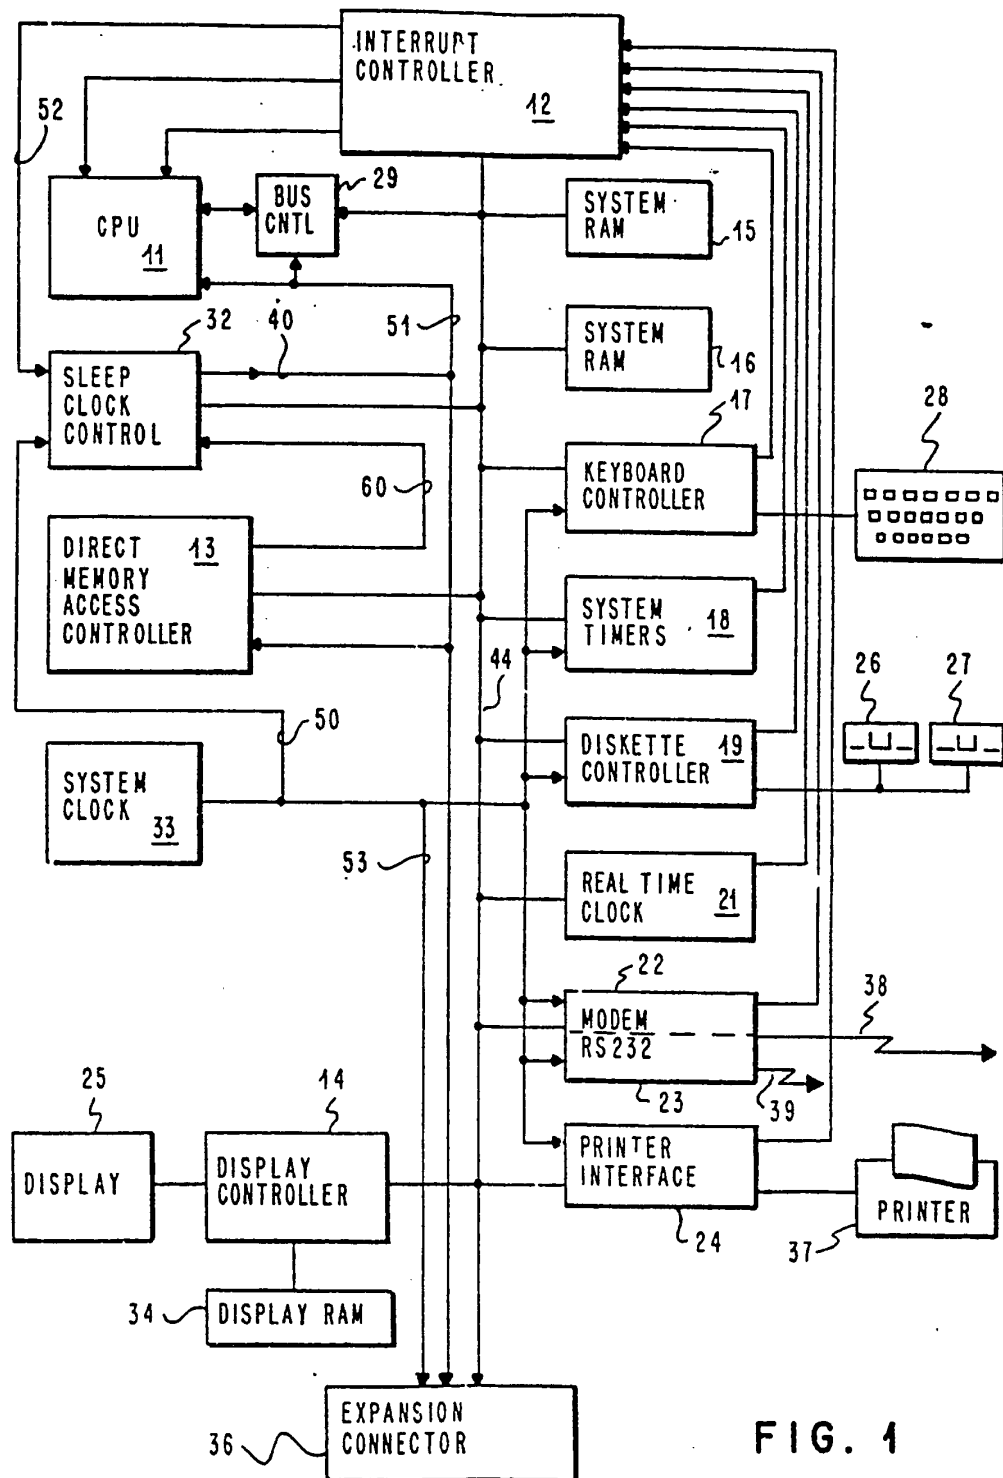 INTERRUPT
CONTROLLER
12
52
CPU
11
BUS
CNTL
29
SYSTEM
RAM
15
51
32
40
SLEEP
CLOCK
CONTROL
SYSTEM
RAM
16
17
28
KEYBOARD
CONTROLLER
60
DIRECT
MEMORY
ACCESS
CONTROLLER
13
SYSTEM
TIMERS
18
44
26
27
50
DISKETTE
CONTROLLER
19
SYSTEM
CLOCK
33
53
REAL TIME
CLOCK
21
22
38
MODEM
RS232
23
39
25
14
DISPLAY
DISPLAY
CONTROLLER
PRINTER
INTERFACE
24
PRINTER
37
34
DISPLAY RAM
36
EXPANSION
CONNECTOR
FIG. 1